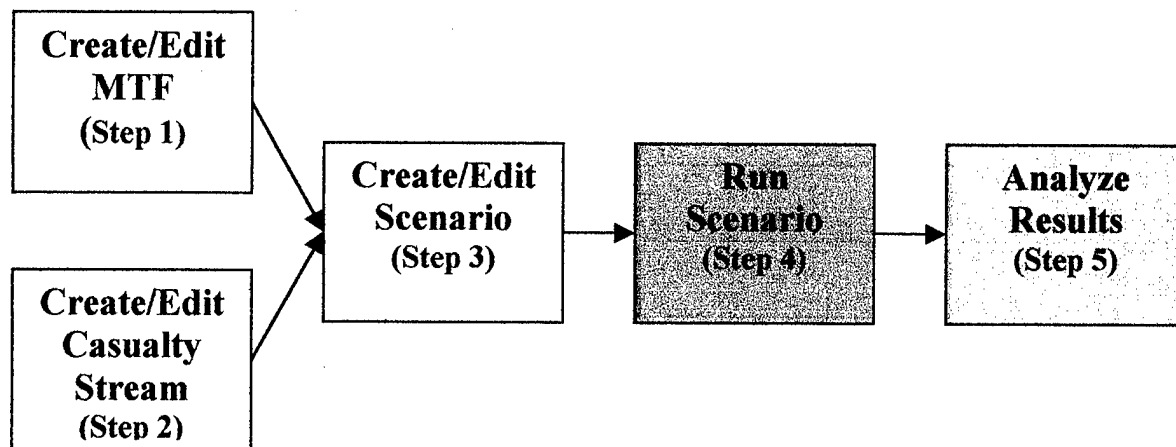 Create/Edit
MTF
(Step 1)
Create/Edit
Casualty
Stream
(Step 2)
Create/Edit
Scenario
(Step 3)
Run
Scenario
(Step 4)
Analyze
Results
(Step 5)